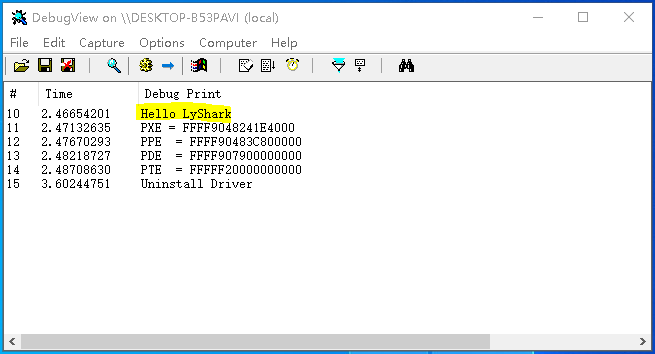 DebugView on \\DESKTOP-B53PAVI (local)
File Edit Capture Options Computer Help
# Time Debug Print
10 2.46654201 Hello LyShark
11 2.47132635 PXE = FFFF9048241E4000
12 2.47670293 PPE = FFFF90483C800000
13 2.48218727 PDE = FFFF907900000000
14 2.48708630 PTE = FFFFF20000000000
15 3.60244751 Uninstall Driver